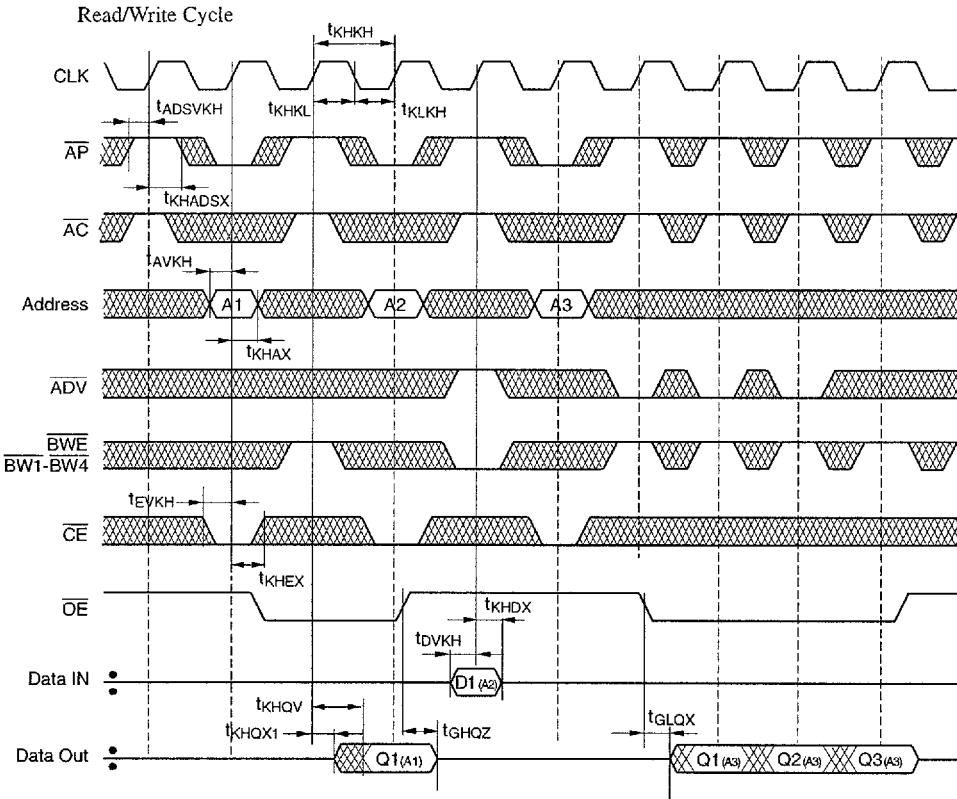 Read/Write Cycle
tKHKH
CLK
tADSVKH
tKHKL
tKLKH
AP
tKHADSX
AC
tAVKH
Address
A1
A2
A3
tKHAX
ADV
BWE
BW1-BW4
tEVKH
CE
tKHEX
OE
tKHDX
tDVKH
Data IN
D1(A2)
tKHQV
tKHQX1
tGHQZ
tGLQX
Data Out
Q1(A1)
Q1(A3)
Q2(A3)
Q3(A3)